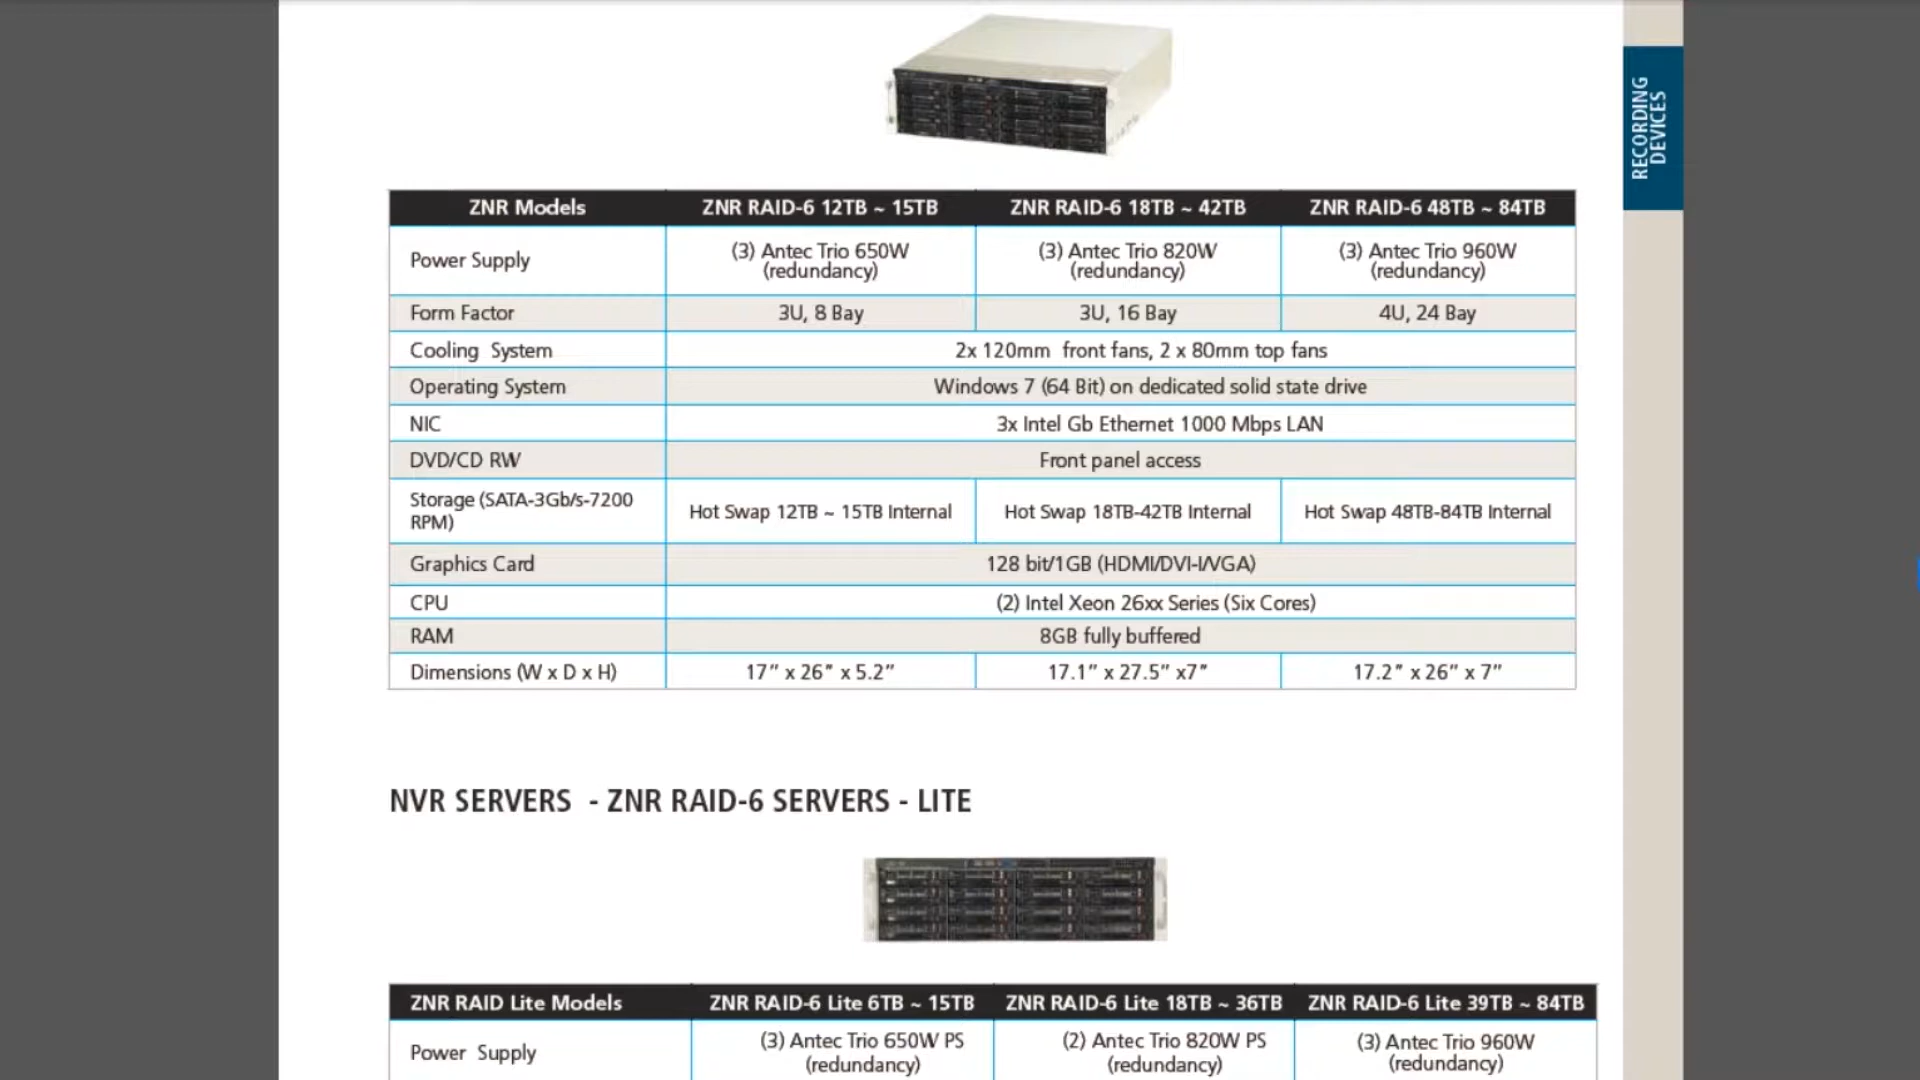 RECORDING
DEVICES
ZNR Models ZNR RAID-6 12TB ~ 15TB ZNR RAID-6 18TB ~ 42TB ZNR RAID-6 48TB ~ 84TB
Power Supply (3) Antec Trio 650W (redundancy) (3) Antec Trio 820W (redundancy) (3) Antec Trio 960W (redundancy)
Form Factor 3U, 8 Bay 3U, 16 Bay 4U, 24 Bay
Cooling System 2x 120mm front fans, 2 x 80mm top fans
Operating System Windows 7 (64 Bit) on dedicated solid state drive
NIC 3x Intel Gb Ethernet 1000 Mbps LAN
DVD/CD RW Front panel access
Storage (SATA-3Gb/s-7200 RPM) Hot Swap 12TB ~ 15TB Internal Hot Swap 18TB-42TB Internal Hot Swap 48TB-84TB Internal
Graphics Card 128 bit/1GB (HDMI/DVI-I/VGA)
CPU (2) Intel Xeon 26xx Series (Six Cores)
RAM 8GB fully buffered
Dimensions (W x D x H) 17” x 26” x 5.2” 17.1” x 27.5” x7” 17.2” x 26” x 7”
NVR SERVERS - ZNR RAID-6 SERVERS - LITE
ZNR RAID Lite Models ZNR RAID-6 Lite 6TB ~ 15TB ZNR RAID-6 Lite 18TB ~ 36TB ZNR RAID-6 Lite 39TB ~ 84TB
Power Supply (3) Antec Trio 650W PS (redundancy) (2) Antec Trio 820W PS (redundancy) (3) Antec Trio 960W (redundancy)